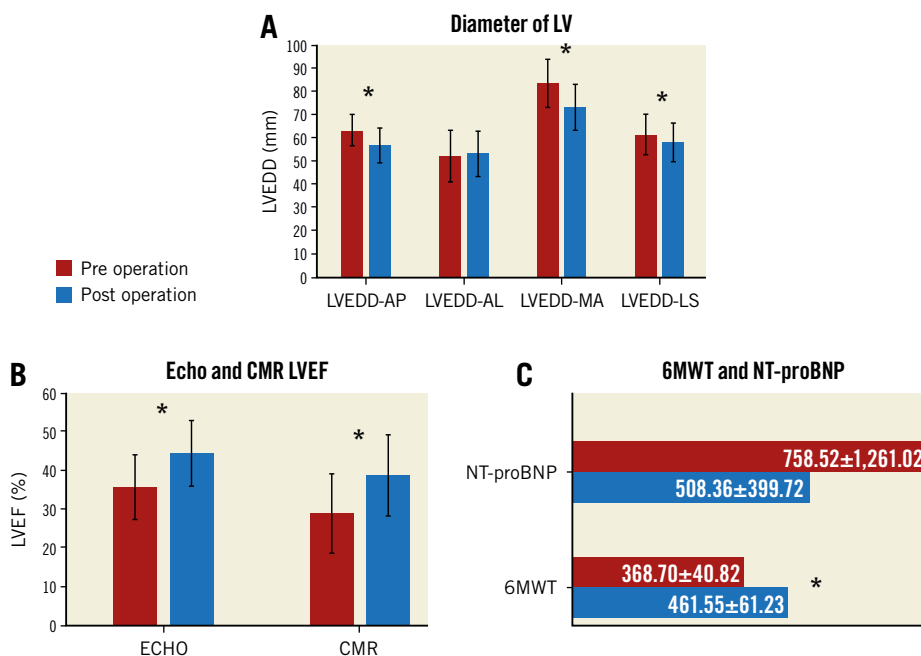 A
Diameter of LV
LVEDD (mm)
100
90
80
70
60
50
40
30
20
10
0
*
*
*
LVEDD-AP LVEDD-AL LVEDD-MA LVEDD-LS
Pre operation
Post operation
B
Echo and CMR LVEF
LVEF (%)
60
50
40
30
20
10
0
*
*
ECHO CMR
C
6MWT and NT-proBNP
NT-proBNP
758.52±1,261.02
508.36±399.72
6MWT
368.70±40.82
461.55±61.23
*